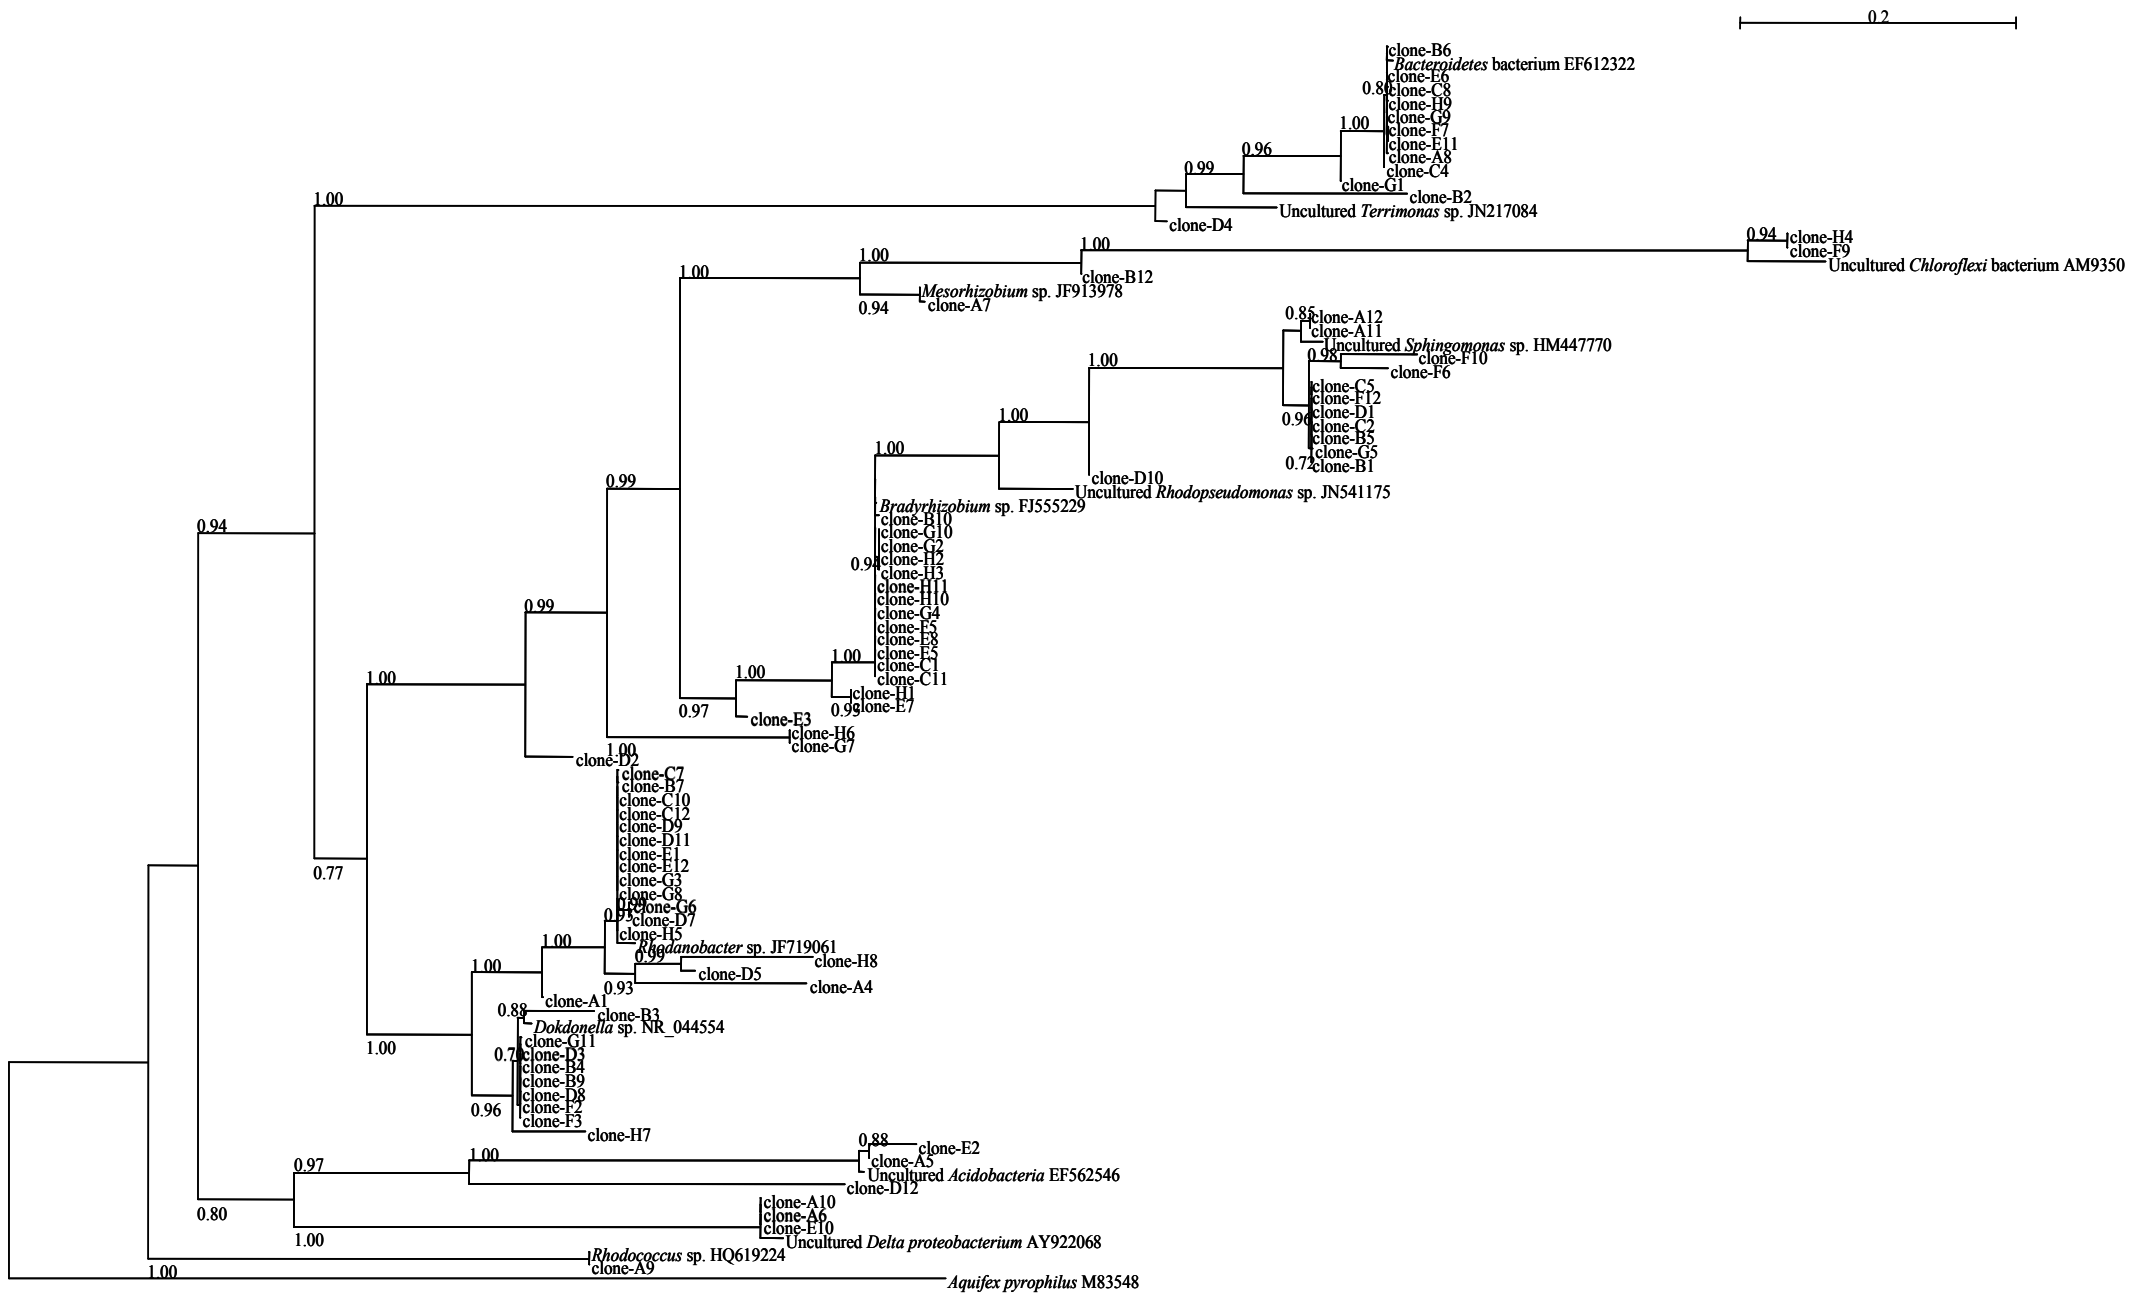 0.2
clone-B6
Bacteroidetes bacterium EF612322
clone-E6
clone-C8
clone-H9
clone-G9
clone-F7
clone-E11
clone-A8
clone-C4
1.00
clone-G1
0.96
clone-B2
0.99
Uncultured Terrimonas sp. JN217084
1.00
clone-D4
0.94
clone-H4
clone-F9
Uncultured Chloroflexi bacterium AM9350
1.00
1.00
clone-B12
1.00
Mesorhizobium sp. JF913978
clone-A7
0.94
0.85
clone-A12
clone-A11
Uncultured Sphingomonas sp. HM447770
0.98
clone-F10
clone-F6
1.00
clone-C5
clone-F12
clone-D1
0.96
clone-C2
clone-B5
clone-G5
0.72
clone-B1
1.00
clone-D10
Uncultured Rhodopseudomonas sp. JN541175
1.00
Bradyrhizobium sp. FJ555229
clone-B10
clone-G10
clone-G2
clone-H2
0.94
clone-H3
clone-H11
clone-H10
clone-G4
clone-F5
clone-E8
clone-E5
clone-C1
clone-C11
1.00
clone-H1
clone-E7
1.00
0.97
clone-E3
0.99
clone-H6
clone-G7
1.00
0.99
clone-D2
0.94
1.00
clone-C7
clone-B7
clone-C10
clone-C12
clone-D9
clone-D11
clone-E1
clone-E12
clone-G3
clone-G8
0.99
clone-G6
0.95
clone-D7
clone-H5
Rhodanobacter sp. JF719061
0.77
1.00
0.99
clone-H8
clone-D5
0.93
clone-A4
1.00
clone-A1
0.88
clone-B3
Dokdonella sp. NR_044554
clone-G11
clone-D3
clone-B4
clone-B9
clone-D8
clone-F2
clone-F3
1.00
0.96
clone-H7
0.88
clone-E2
1.00
clone-A5
0.97
Uncultured Acidobacteria EF562546
clone-D12
0.80
clone-A10
clone-A6
clone-E10
1.00
Uncultured Delta proteobacterium AY922068
Rhodococcus sp. HQ619224
clone-A9
1.00
Aquifex pyrophilus M83548